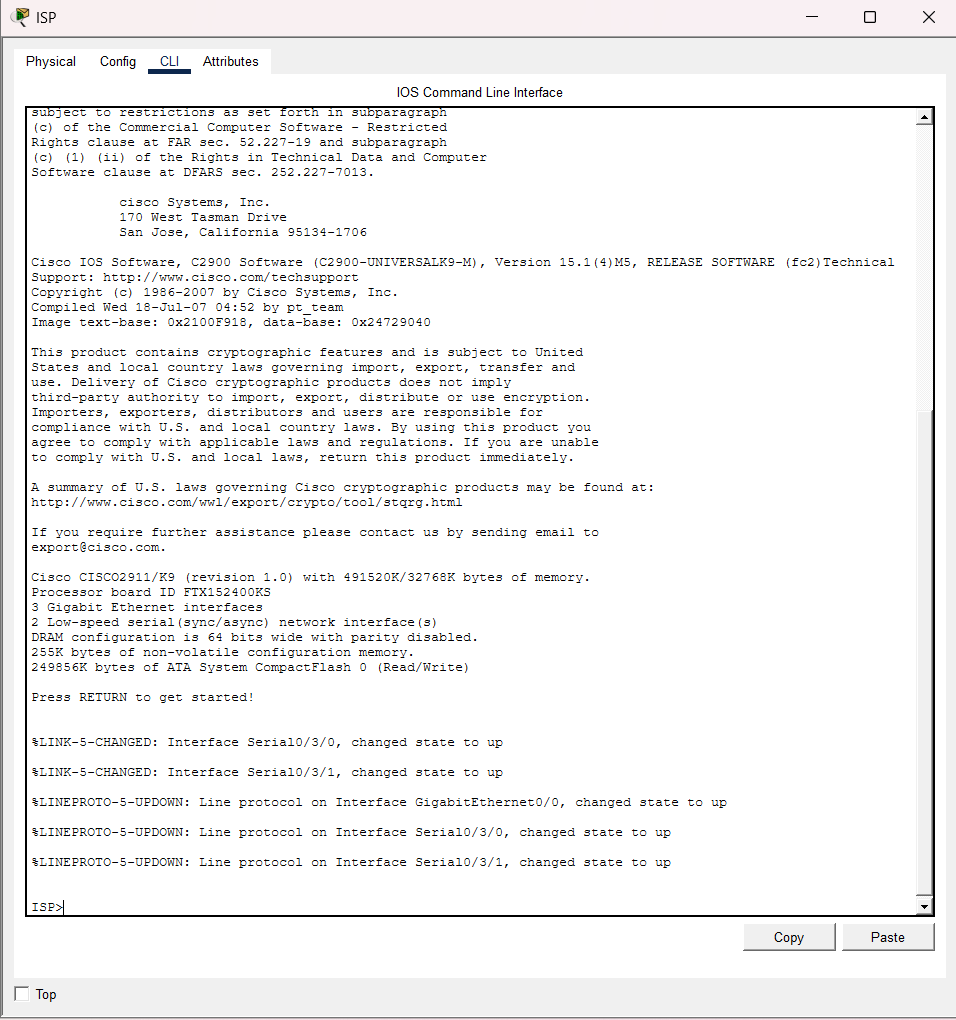 ISP
Physical Config CLI Attributes
IOS Command Line Interface
subject to restrictions as set forth in subparagraph
(c) of the Commercial Computer Software - Restricted
Rights clause at FAR sec. 52.227-19 and subparagraph
(c) (1) (ii) of the Rights in Technical Data and Computer
Software clause at DFARS sec. 252.227-7013.
cisco Systems, Inc.
170 West Tasman Drive
San Jose, California 95134-1706
Cisco IOS Software, C2900 Software (C2900-UNIVERSALK9-M), Version 15.1(4)M5, RELEASE SOFTWARE (fc2)Technical
Support: http://www.cisco.com/techsupport
Copyright (c) 1986-2007 by Cisco Systems, Inc.
Compiled Wed 18-Jul-07 04:52 by pt_team
Image text-base: 0x2100F918, data-base: 0x24729040
This product contains cryptographic features and is subject to United
States and local country laws governing import, export, transfer and
use. Delivery of Cisco cryptographic products does not imply
third-party authority to import, export, distribute or use encryption.
Importers, exporters, distributors and users are responsible for
compliance with U.S. and local country laws. By using this product you
agree to comply with applicable laws and regulations. If you are unable
to comply with U.S. and local laws, return this product immediately.
A summary of U.S. laws governing Cisco cryptographic products may be found at:
http://www.cisco.com/wwl/export/crypto/tool/stqrg.html
If you require further assistance please contact us by sending email to
export@cisco.com.
Cisco CISCO2911/K9 (revision 1.0) with 491520K/32768K bytes of memory.
Processor board ID FTX152400KS
3 Gigabit Ethernet interfaces
2 Low-speed serial(sync/async) network interface(s)
DRAM configuration is 64 bits wide with parity disabled.
255K bytes of non-volatile configuration memory.
249856K bytes of ATA System CompactFlash 0 (Read/Write)
Press RETURN to get started!
%LINK-5-CHANGED: Interface Serial0/3/0, changed state to up
%LINK-5-CHANGED: Interface Serial0/3/1, changed state to up
%LINEPROTO-5-UPDOWN: Line protocol on Interface GigabitEthernet0/0, changed state to up
%LINEPROTO-5-UPDOWN: Line protocol on Interface Serial0/3/0, changed state to up
%LINEPROTO-5-UPDOWN: Line protocol on Interface Serial0/3/1, changed state to up
ISP>
Copy Paste
Top